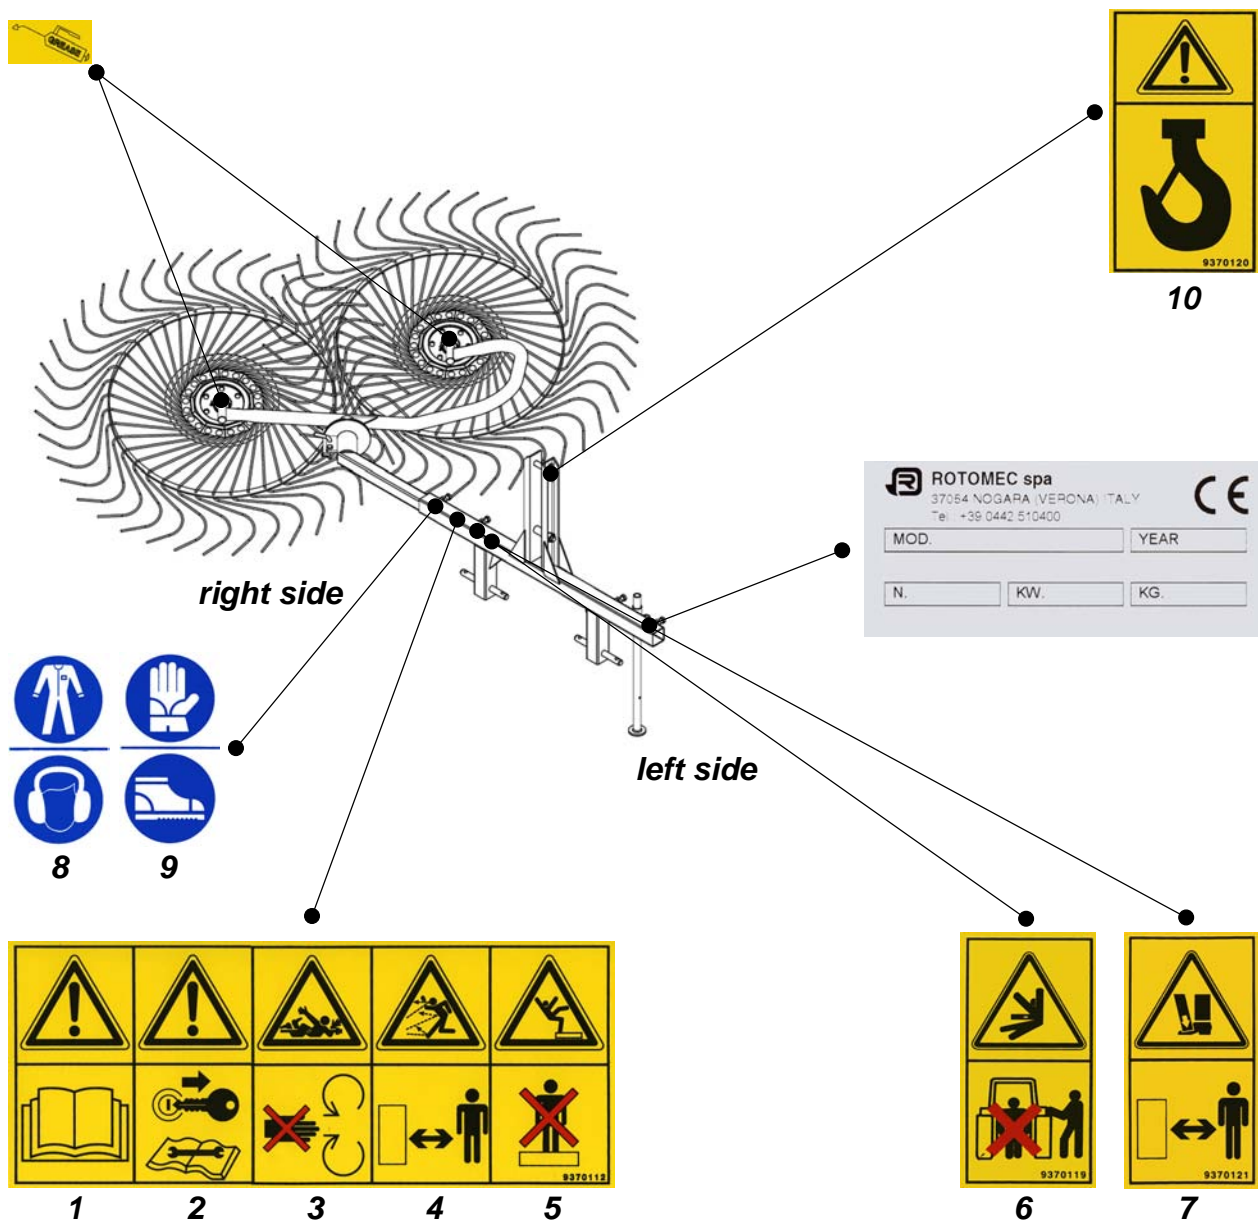 GREASE
9370120
10
ROTOMEC spa
37054 NOGARA (VERONA) ITALY
Tel. +39 0442 510400
CE
MOD.
YEAR
N.
KW.
KG.
right side
left side
8
9
9370112
1
2
3
4
5
9370119
6
9370121
7